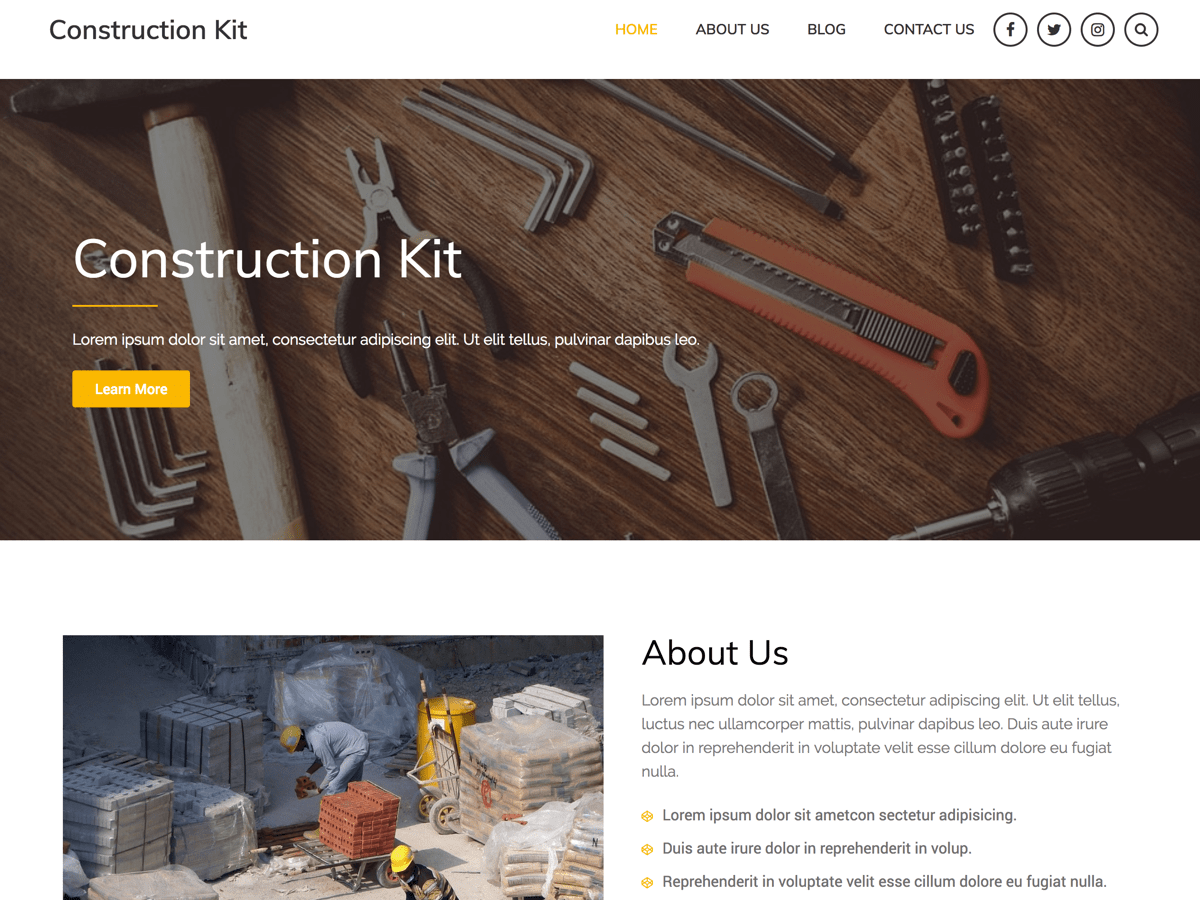 Construction Kit
HOME
ABOUT US
BLOG
CONTACT US
Construction Kit
Lorem ipsum dolor sit amet, consectetur adipiscing elit. Ut elit tellus, pulvinar dapibus leo.
Learn More
About Us
Lorem ipsum dolor sit amet, consectetur adipiscing elit. Ut elit tellus,
luctus nec ullamcorper mattis, pulvinar dapibus leo. Duis aute irure
dolor in reprehenderit in voluptate velit esse cillum dolore eu fugiat
nulla.
Lorem ipsum dolor sit ametcon sectetur adipisicing.
Duis aute irure dolor in reprehenderit in volup.
Reprehenderit in voluptate velit esse cillum dolore eu fugiat nulla.